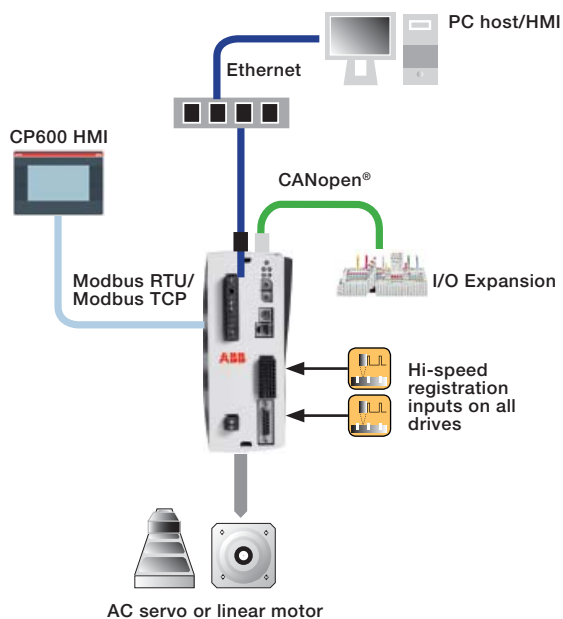 PC host/HMI
Ethernet
CP600 HMI
CANopen®
Modbus RTU/
Modbus TCP
I/O Expansion
ABB
Hi-speed
registration
inputs on all
drives
AC servo or linear motor